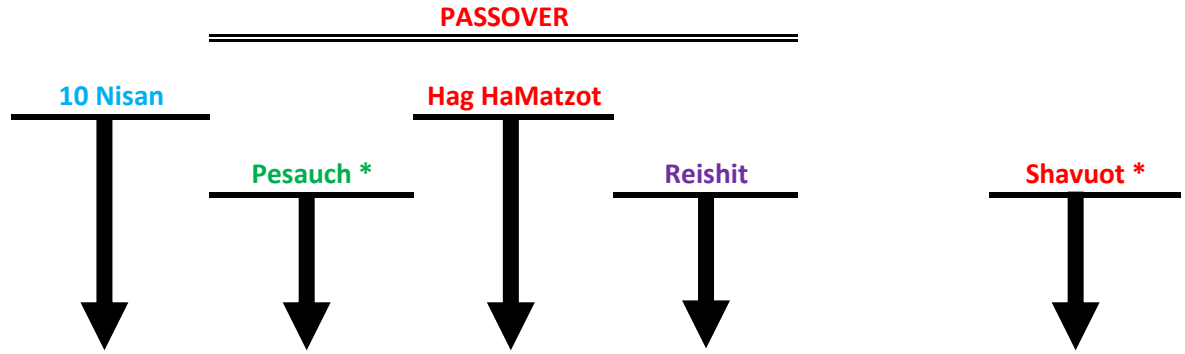 PASSOVER
10 Nisan
Hag HaMatzot
Pesauch *
Reishit
Shavuot *